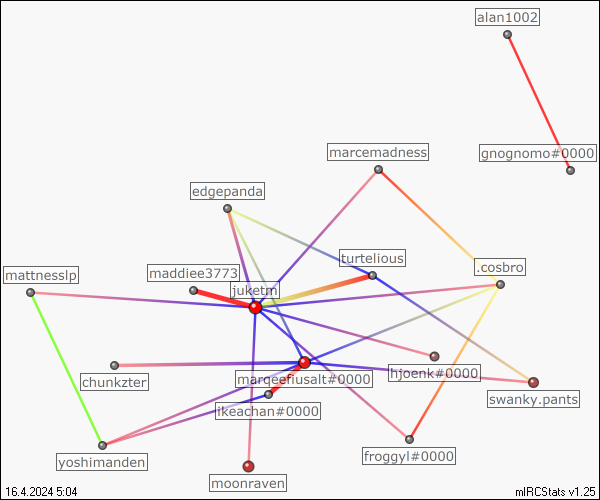 alan1002
marcemadness
gnognomo#0000
edgepanda
turtelious
.cosbro
mattnesslp
maddiee3773
juketm
chunkzter
marqeefiusalt#0000
hjoenk#0000
swanky.pants
ikeachan#0000
yoshimanden
froggyl#0000
moonraven
16.4.2024 5:04
mIRCStats v1.25